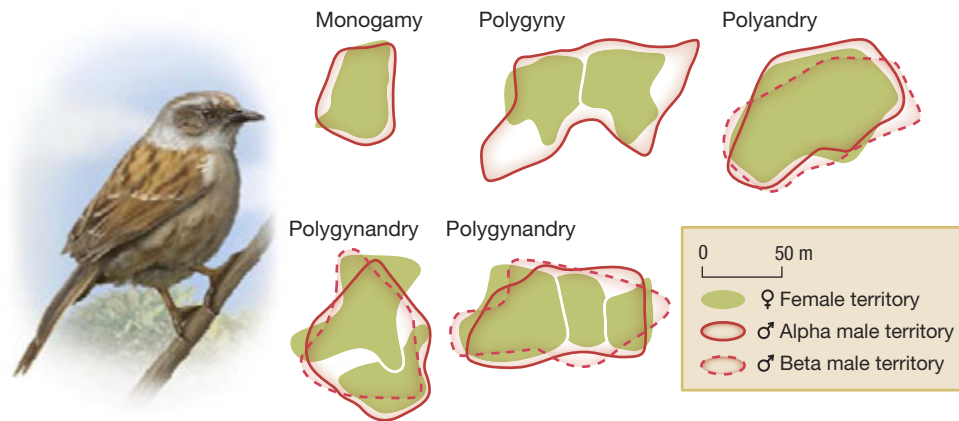 Monogamy
Polygyny
Polyandry
Polygynandry
Polygynandry
0 50 m
♀ Female territory
♂ Alpha male territory
♂ Beta male territory